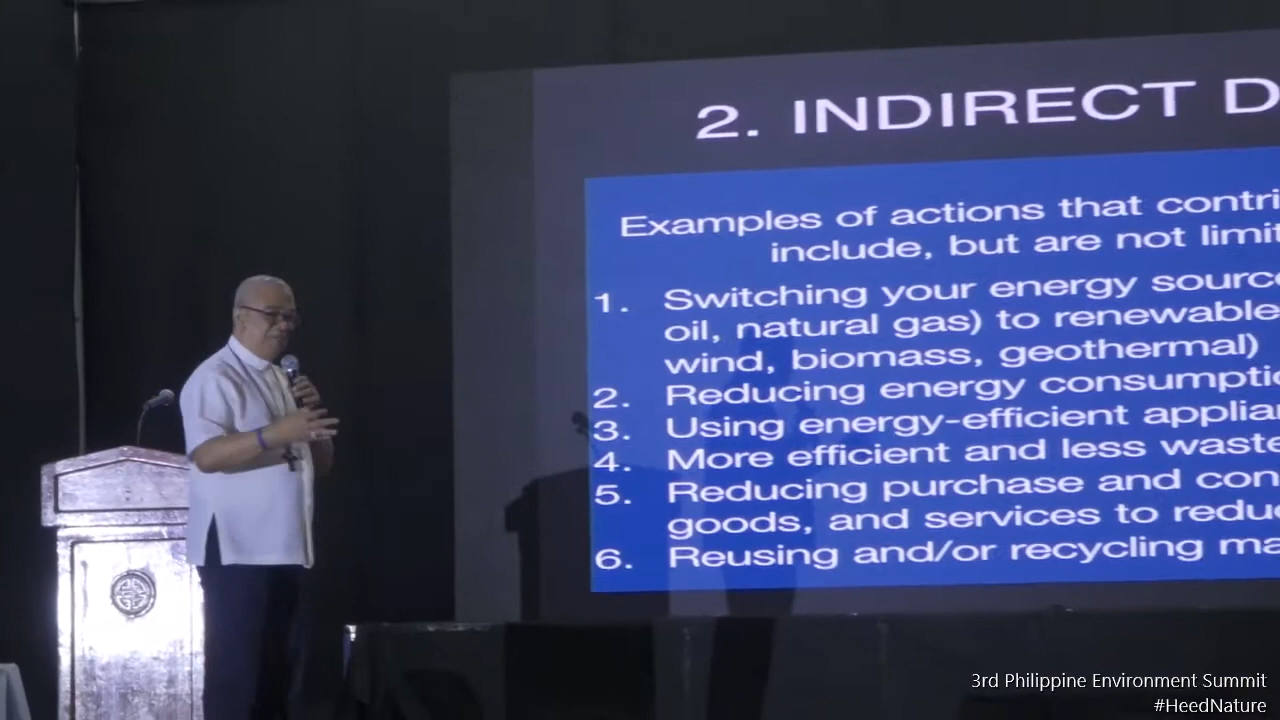 2. INDIRECT D
Examples of actions that contri
include, but are not limit
1. Switching your energy sourc
oil, natural gas) to renewable
wind, biomass, geothermal)
2. Reducing energy consumpti
3. Using energy-efficient applia
4. More efficient and less waste
5. Reducing purchase and con
goods, and services to redu
6. Reusing and/or recycling ma
3rd Philippine Environment Summit
#HeedNature